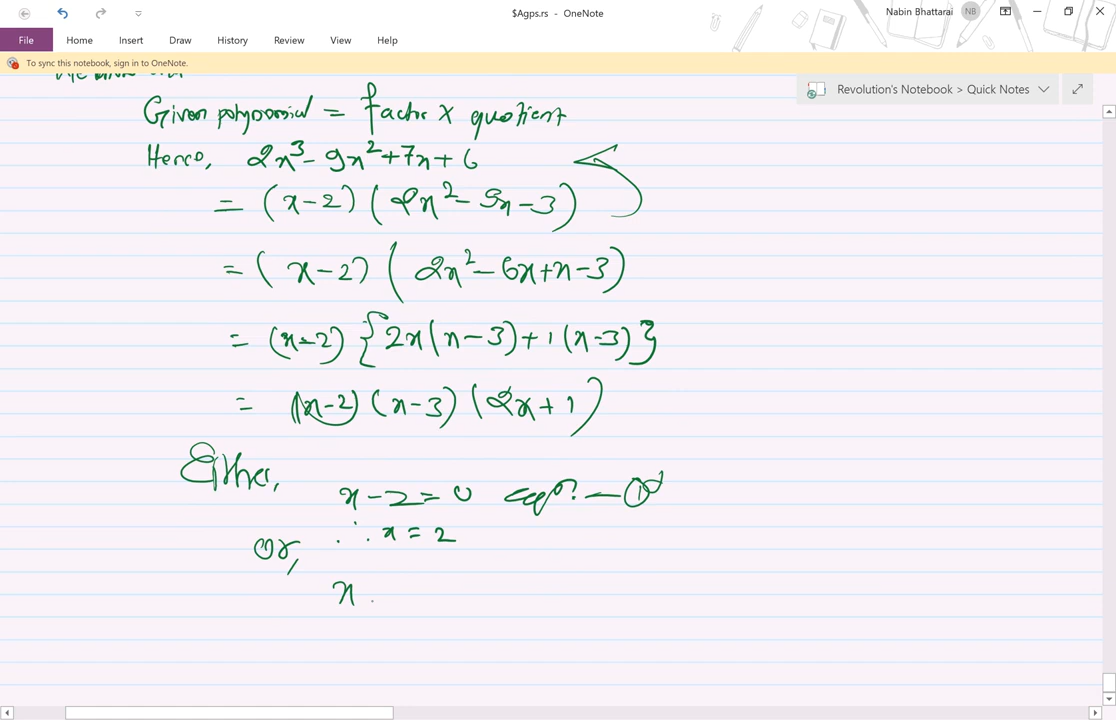 $Agps.rs - OneNote
Nabin Bhattarai NB
File Home Insert Draw History Review View Help
To sync this notebook, sign in to OneNote.
Revolution's Notebook > Quick Notes
Given polynomial = factor × quotient
Hence, 2x³ - 9x² + 7x + 6
= (x-2) (2x² - 5x - 3)
= (x-2) (2x² - 6x + x - 3)
= (x-2) {2x(x-3) + 1(x-3)}
= (x-2) (x-3) (2x+1)
Either,
x - 2 = 0 eqn —
∴ x = 2
or,
x